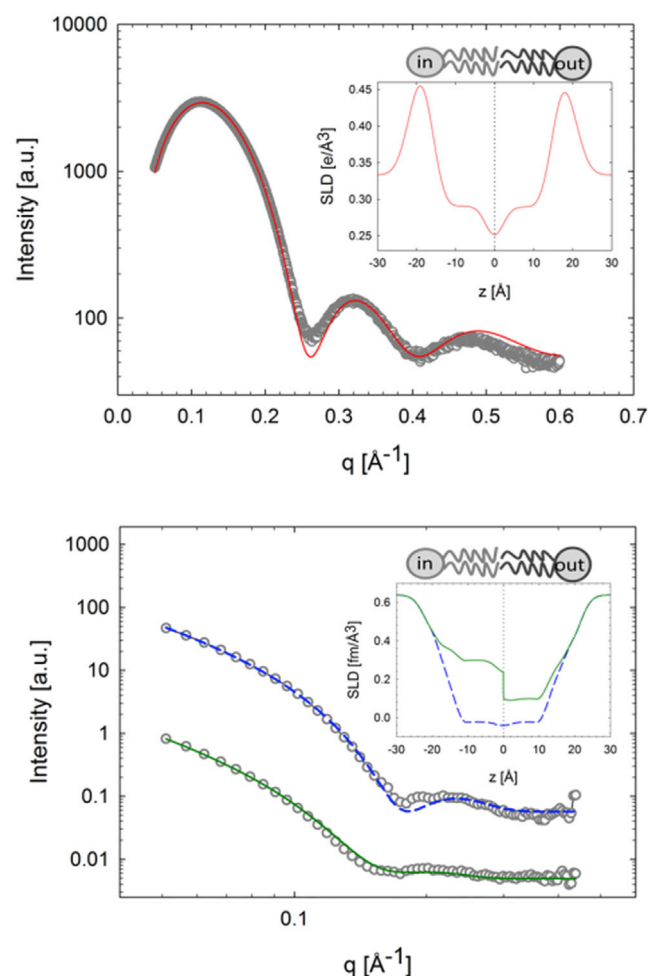 10000
1000
100
Intensity [a.u.]
0.0 0.1 0.2 0.3 0.4 0.5 0.6 0.7
q [Å-1]
in out
0.45
0.40
0.35
0.30
0.25
SLD [e/Å3]
-30 -20 -10 0 10 20 30
z [Å]
1000
100
10
1
0.1
0.01
Intensity [a.u.]
0.1
q [Å-1]
in out
0.6
0.4
0.2
0.0
SLD [fm/Å3]
-30 -20 -10 0 10 20 30
z [Å]